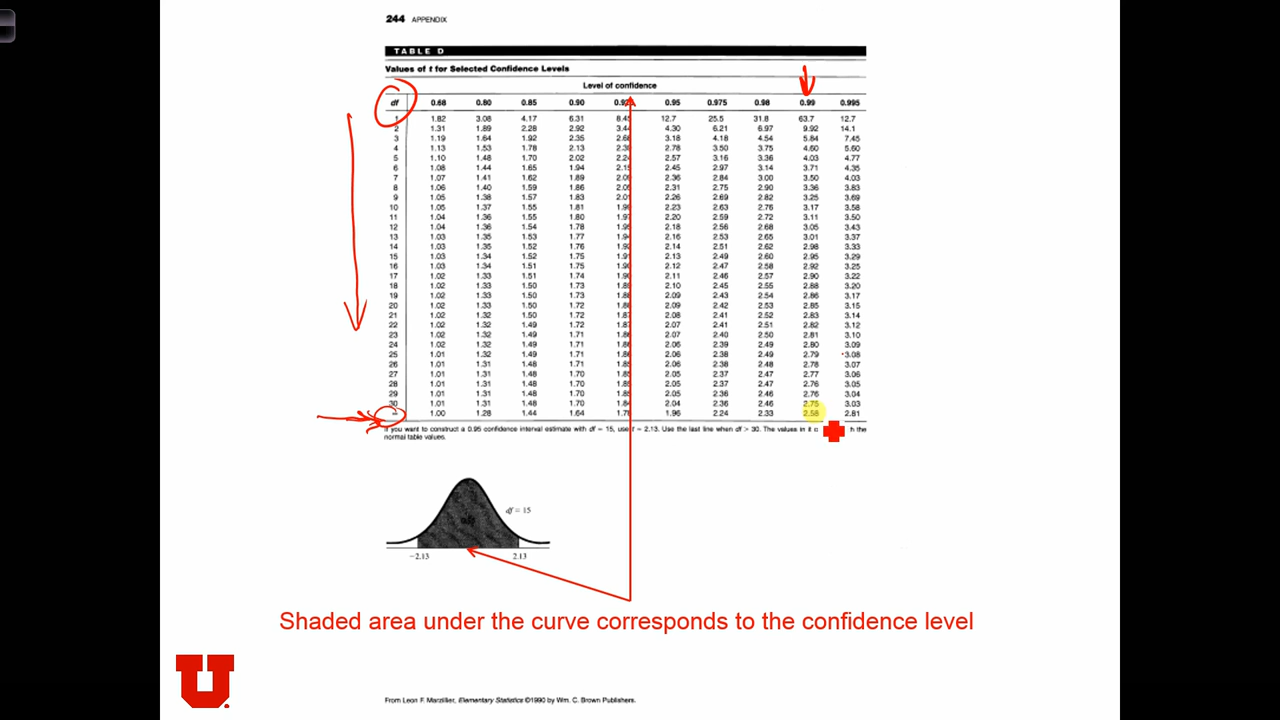 244 APPENDIX
TABLE D
Values of t for Selected Confidence Levels
Level of confidence
df 0.68 0.80 0.85 0.90 0.95 0.975 0.98 0.99 0.995
1 1.82 3.08 4.17 6.31 12.7 25.5 31.8 63.7 12.7
2 1.31 1.89 2.28 2.92 4.30 6.21 6.97 9.92 14.1
3 1.19 1.64 1.92 2.35 3.18 4.18 4.54 5.84 7.45
4 1.13 1.53 1.78 2.13 2.78 3.50 3.75 4.60 5.60
5 1.10 1.48 1.70 2.02 2.57 3.16 3.36 4.03 4.77
6 1.08 1.44 1.65 1.94 2.45 2.97 3.14 3.71 4.35
7 1.07 1.41 1.62 1.89 2.36 2.84 3.00 3.50 4.03
8 1.06 1.40 1.59 1.86 2.31 2.75 2.90 3.36 3.83
9 1.05 1.38 1.57 1.83 2.26 2.69 2.82 3.25 3.69
10 1.05 1.37 1.55 1.81 2.23 2.63 2.76 3.17 3.58
11 1.04 1.36 1.55 1.80 2.20 2.59 2.72 3.11 3.50
12 1.04 1.36 1.54 1.78 2.18 2.56 2.68 3.05 3.43
13 1.03 1.35 1.53 1.77 2.16 2.53 2.65 3.01 3.37
14 1.03 1.35 1.52 1.76 2.14 2.51 2.62 2.98 3.33
15 1.03 1.34 1.52 1.75 2.13 2.49 2.60 2.95 3.29
16 1.03 1.34 1.51 1.75 2.12 2.47 2.58 2.92 3.25
17 1.02 1.33 1.51 1.74 2.11 2.46 2.57 2.90 3.22
18 1.02 1.33 1.50 1.73 2.10 2.45 2.55 2.88 3.20
19 1.02 1.33 1.50 1.73 2.09 2.43 2.54 2.86 3.17
20 1.02 1.33 1.50 1.72 2.09 2.42 2.53 2.85 3.15
21 1.02 1.32 1.50 1.72 2.08 2.41 2.52 2.83 3.14
22 1.02 1.32 1.49 1.72 2.07 2.41 2.51 2.82 3.12
23 1.02 1.32 1.49 1.71 2.07 2.40 2.50 2.81 3.10
24 1.02 1.32 1.49 1.71 2.06 2.39 2.49 2.80 3.09
25 1.01 1.32 1.49 1.71 2.06 2.38 2.49 2.79 3.08
26 1.01 1.31 1.48 1.71 2.06 2.38 2.48 2.78 3.07
27 1.01 1.31 1.48 1.70 2.05 2.37 2.47 2.77 3.06
28 1.01 1.31 1.48 1.70 2.05 2.37 2.47 2.76 3.05
29 1.01 1.31 1.48 1.70 2.05 2.36 2.46 2.76 3.04
30 1.01 1.31 1.48 1.70 2.04 2.36 2.46 2.75 3.03
1.00 1.28 1.44 1.64 1.96 2.24 2.33 2.58 2.81
If you want to construct a 0.95 confidence interval estimate with df = 15, use t = 2.13. Use the last line when df > 30. The values in it the
normal table values.
df = 15
−2.13 2.13
Shaded area under the curve corresponds to the confidence level
U
From Leon F. Marzillier, Elementary Statistics ©1990 by Wm. C. Brown Publishers.